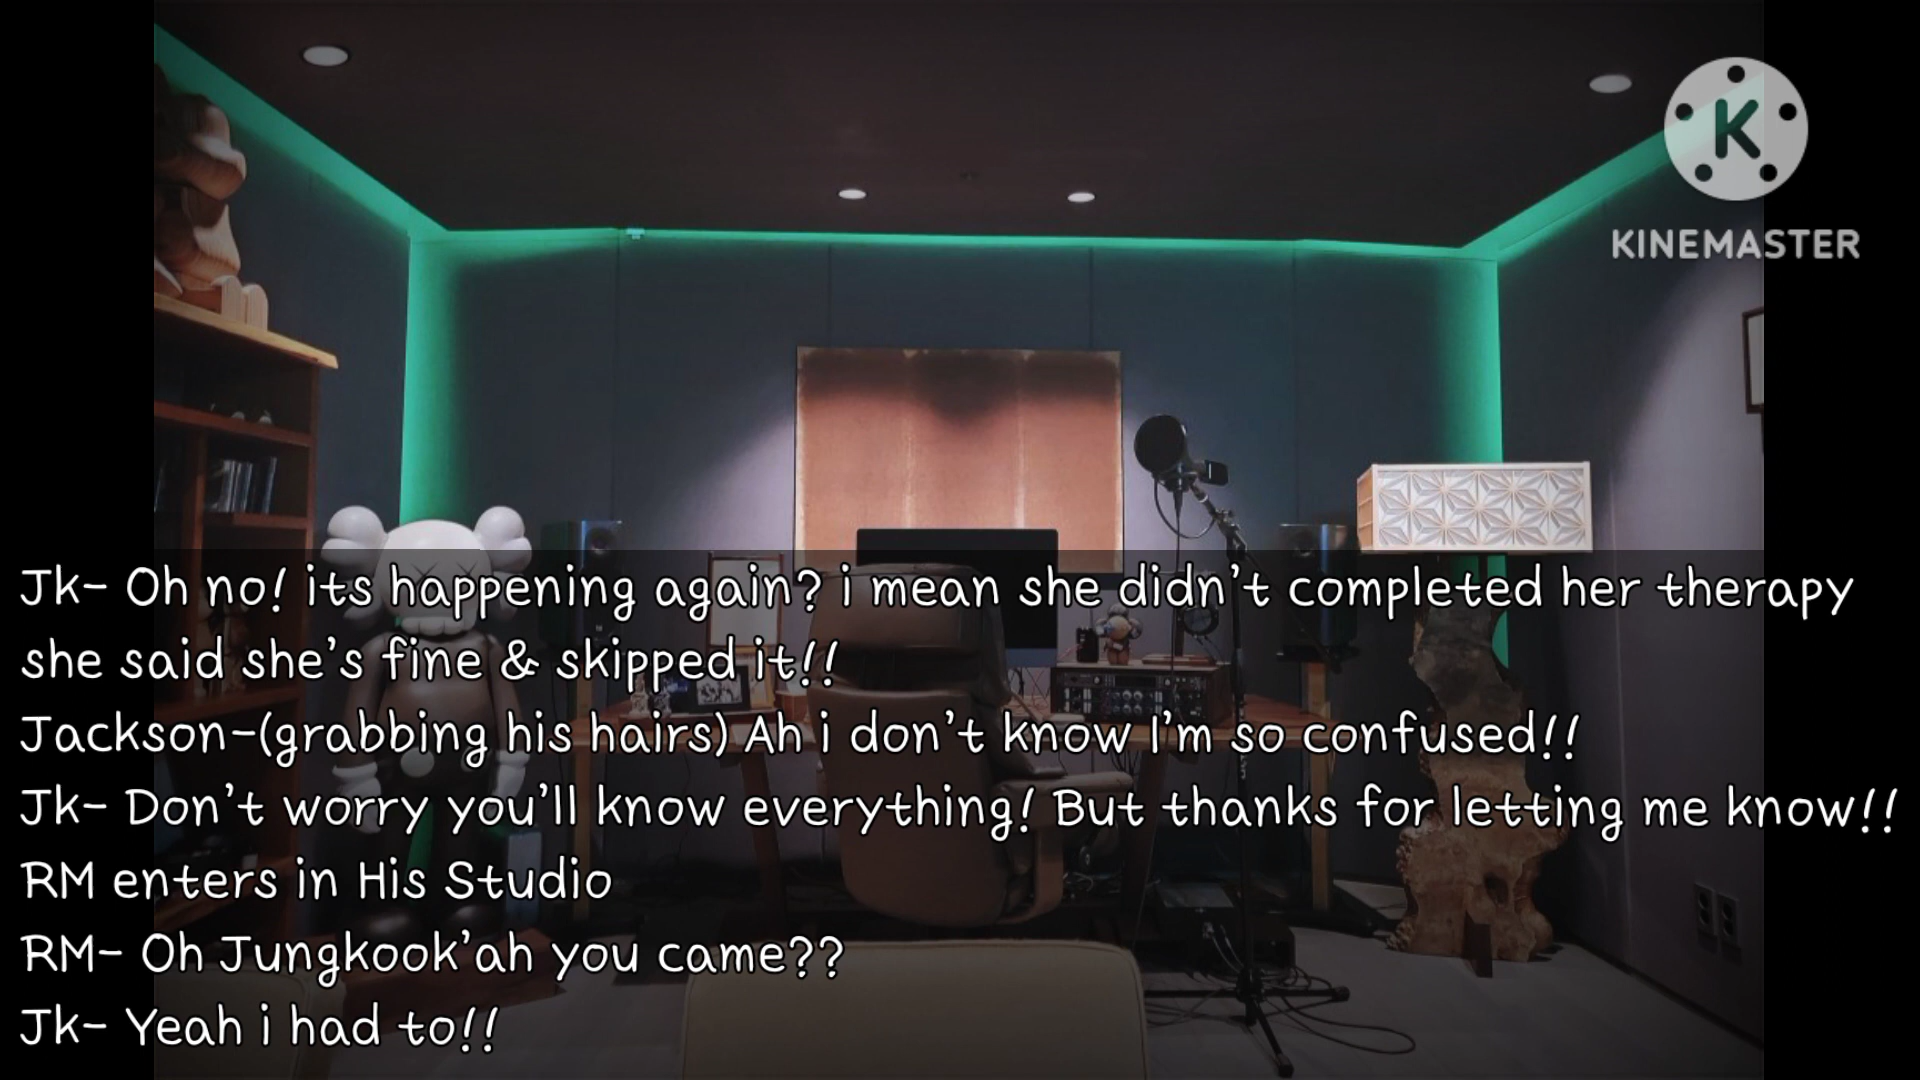 K
KINEMASTER
Jk- Oh no! its happening again? i mean she didn't completed her therapy
she said she's fine & skipped it!!
Jackson-(grabbing his hairs) Ah i don't know I'm so confused!!
Jk- Don't worry you'll know everything! But thanks for letting me know!!
RM enters in His Studio
RM- Oh Jungkook'ah you came??
Jk- Yeah i had to!!